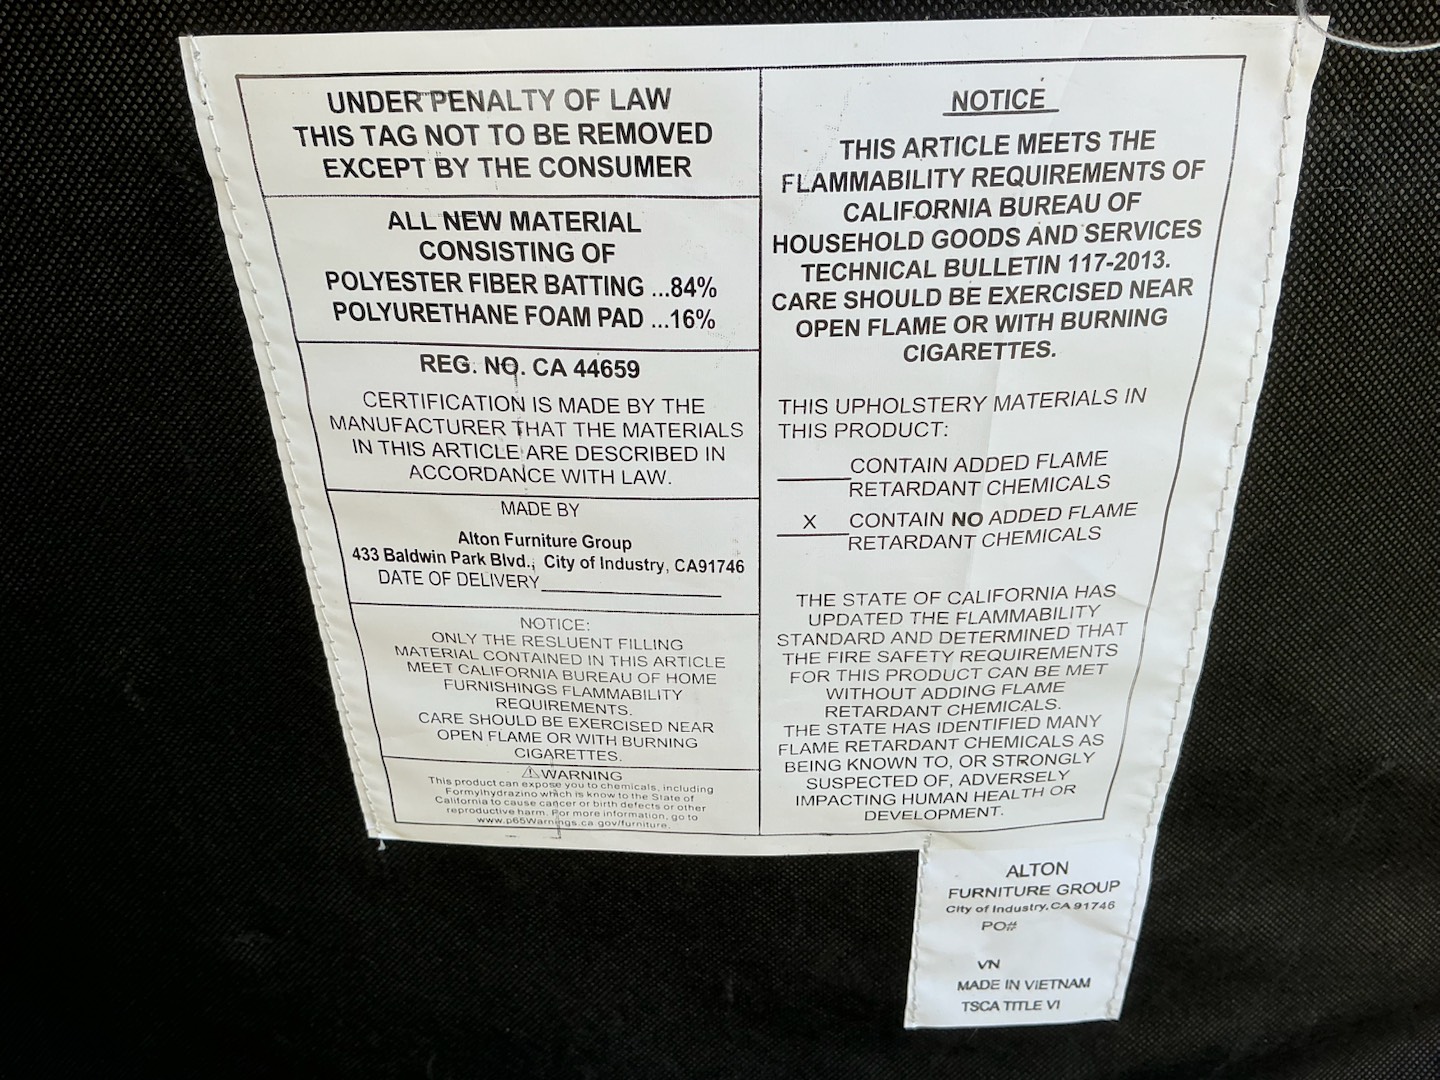 UNDER PENALTY OF LAW
THIS TAG NOT TO BE REMOVED
EXCEPT BY THE CONSUMER
ALL NEW MATERIAL
CONSISTING OF
POLYESTER FIBER BATTING ...84%
POLYURETHANE FOAM PAD ...16%
REG. NO. CA 44659
CERTIFICATION IS MADE BY THE
MANUFACTURER THAT THE MATERIALS
IN THIS ARTICLE ARE DESCRIBED IN
ACCORDANCE WITH LAW.
MADE BY
Alton Furniture Group
433 Baldwin Park Blvd., City of Industry, CA91746
DATE OF DELIVERY
NOTICE:
ONLY THE RESLUENT FILLING
MATERIAL CONTAINED IN THIS ARTICLE
MEET CALIFORNIA BUREAU OF HOME
FURNISHINGS FLAMMABILITY
REQUIREMENTS.
CARE SHOULD BE EXERCISED NEAR
OPEN FLAME OR WITH BURNING
CIGARETTES.
⚠WARNING
This product can expose you to chemicals, including
Formylhydrazino which is know to the State of
California to cause cancer or birth defects or other
reproductive harm. For more information, go to
www.p65Warnings.ca gov/furniture.
NOTICE
THIS ARTICLE MEETS THE
FLAMMABILITY REQUIREMENTS OF
CALIFORNIA BUREAU OF
HOUSEHOLD GOODS AND SERVICES
TECHNICAL BULLETIN 117-2013.
CARE SHOULD BE EXERCISED NEAR
OPEN FLAME OR WITH BURNING
CIGARETTES.
THIS UPHOLSTERY MATERIALS IN
THIS PRODUCT:
CONTAIN ADDED FLAME
RETARDANT CHEMICALS
X CONTAIN NO ADDED FLAME
RETARDANT CHEMICALS
THE STATE OF CALIFORNIA HAS
UPDATED THE FLAMMABILITY
STANDARD AND DETERMINED THAT
THE FIRE SAFETY REQUIREMENTS
FOR THIS PRODUCT CAN BE MET
WITHOUT ADDING FLAME
RETARDANT CHEMICALS.
THE STATE HAS IDENTIFIED MANY
FLAME RETARDANT CHEMICALS AS
BEING KNOWN TO, OR STRONGLY
SUSPECTED OF, ADVERSELY
IMPACTING HUMAN HEALTH OR
DEVELOPMENT.
ALTON
FURNITURE GROUP
City of Industry, CA 91746
PO#
VN
MADE IN VIETNAM
TSCA TITLE VI